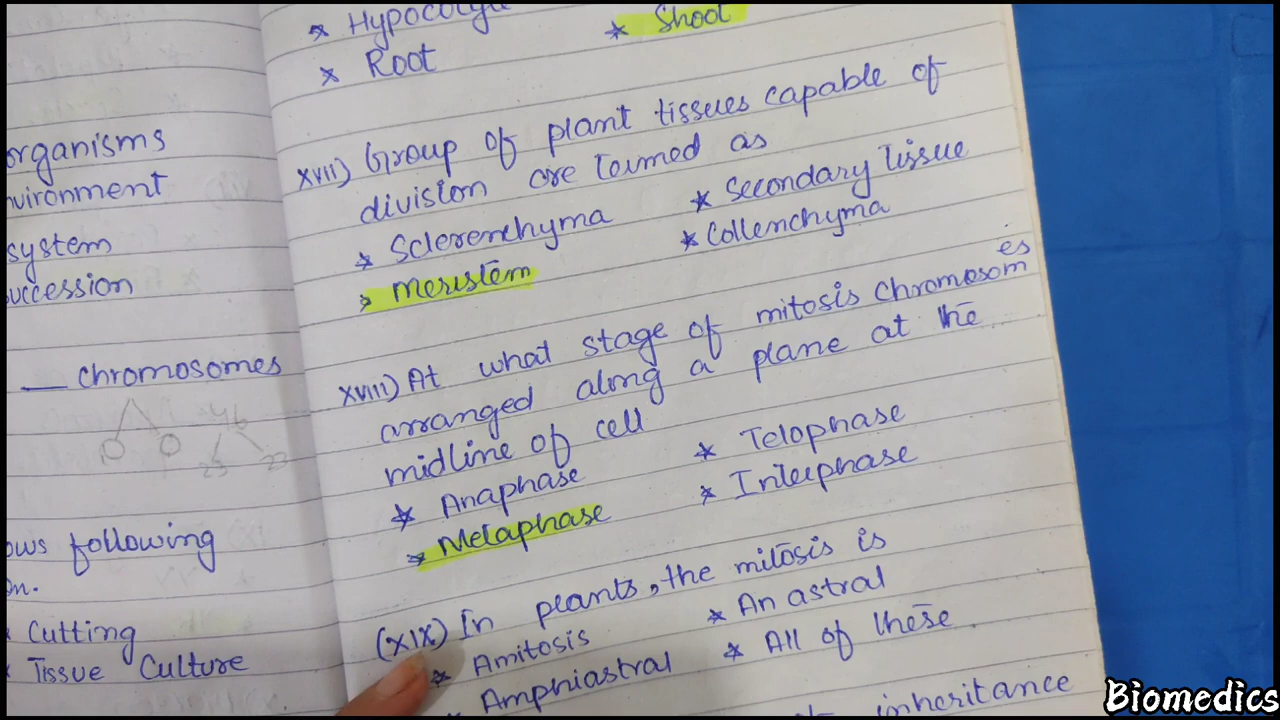 organisms
system
chromosomes
46
following
Cutting
Tissue Culture
* Shoot
* Root
XVII) Group of plant tissues capable of
division are termed as
* Sclerenchyma * Secondary Tissue
* Meristem * Collenchyma
XVIII) At what stage of mitosis chromosomes
arranged along a plane at the
midline of cell
* Anaphase * Telophase
* Metaphase * Interphase
(XIX) In plants, the mitosis is
* Amitosis * An astral
Amphiastral * All of these
inheritance
Biomedics